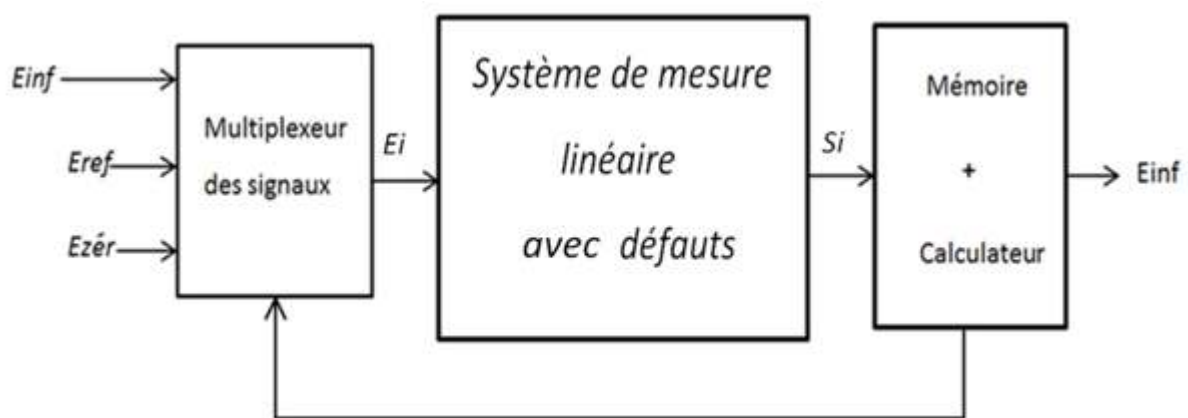 Einf
Eref
Ezér
Multiplexeur
des signaux
Ei
Système de mesure
linéaire
avec défauts
Si
Mémoire
+
Calculateur
Einf